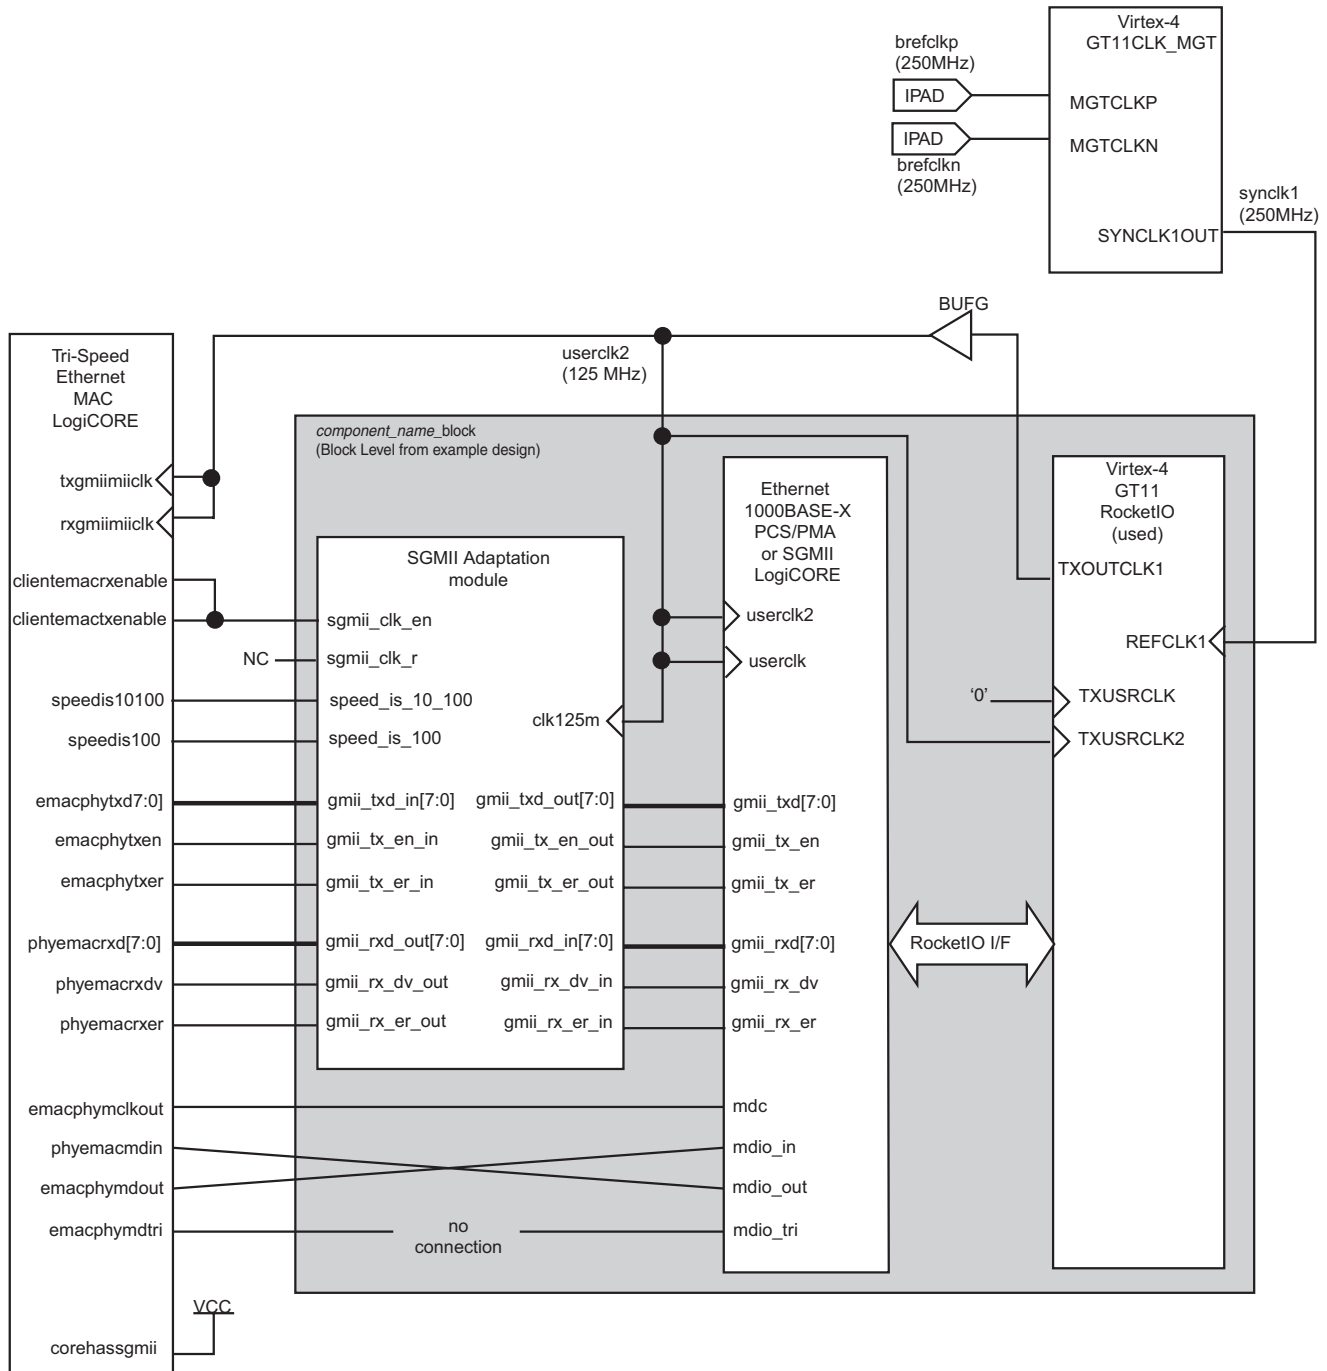 Virtex-4
GT11CLK_MGT
brefclkp
(250MHz)
IPAD
MGTCLKP
IPAD
MGTCLKN
brefclkn
(250MHz)
synclk1
(250MHz)
SYNCLK1OUT
BUFG
userclk2
(125 MHz)
Tri-Speed
Ethernet
MAC
LogiCORE
component_name_block
(Block Level from example design)
txgmiimiiclk
rxgmiimiiclk
clientemacrxenable
clientemactxenable
speedis10100
speedis100
emacphytxd7:0]
emacphytxen
emacphytxer
phyemacrxd[7:0]
phyemacrxdv
phyemacrxer
emacphymclkout
phyemacmdin
emacphymdout
emacphymdtri
VCC
corehassgmii
NC
SGMII Adaptation
module
sgmii_clk_en
sgmii_clk_r
speed_is_10_100
speed_is_100
clk125m
gmii_txd_in[7:0]
gmii_txd_out[7:0]
gmii_tx_en_in
gmii_tx_en_out
gmii_tx_er_in
gmii_tx_er_out
gmii_rxd_out[7:0]
gmii_rxd_in[7:0]
gmii_rx_dv_out
gmii_rx_dv_in
gmii_rx_er_out
gmii_rx_er_in
no
connection
Ethernet
1000BASE-X
PCS/PMA
or SGMII
LogiCORE
userclk2
userclk
gmii_txd[7:0]
gmii_tx_en
gmii_tx_er
gmii_rxd[7:0]
gmii_rx_dv
gmii_rx_er
mdc
mdio_in
mdio_out
mdio_tri
RocketIO I/F
Virtex-4
GT11
RocketIO
(used)
TXOUTCLK1
REFCLK1
‘0’
TXUSRCLK
TXUSRCLK2